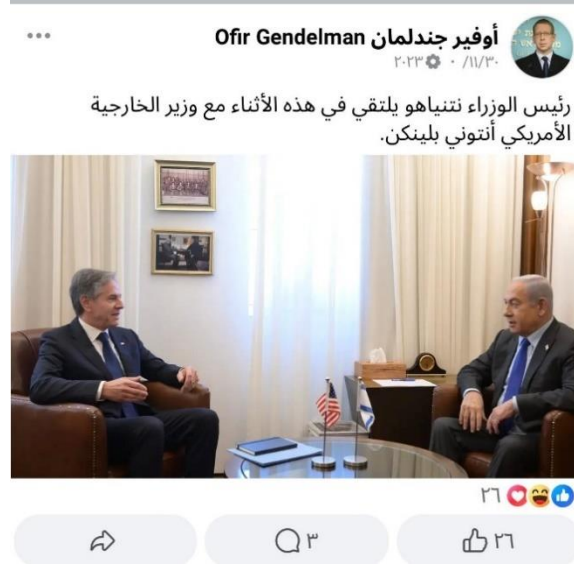 أوفير جندلمان Ofir Gendelman
٣٠/١١/٢٠٢٣ ·
رئيس الوزراء نتنياهو يلتقي في هذه الأثناء مع وزير الخارجية
الأمريكي أنتوني بلينكن.
٢٦
٢٦
٣